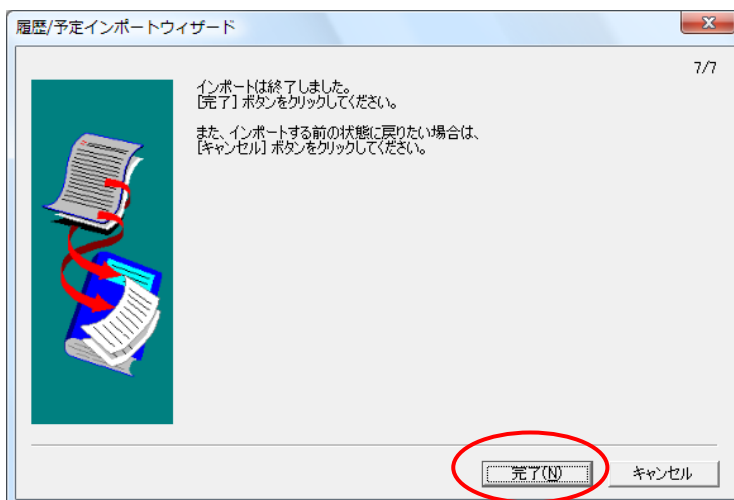 履歴/予定インポートウィザード
7/7
インポートは終了しました。
[完了] ボタンをクリックしてください。
また、インポートする前の状態に戻りたい場合は、
[キャンセル] ボタンをクリックしてください。
完了(N)
キャンセル